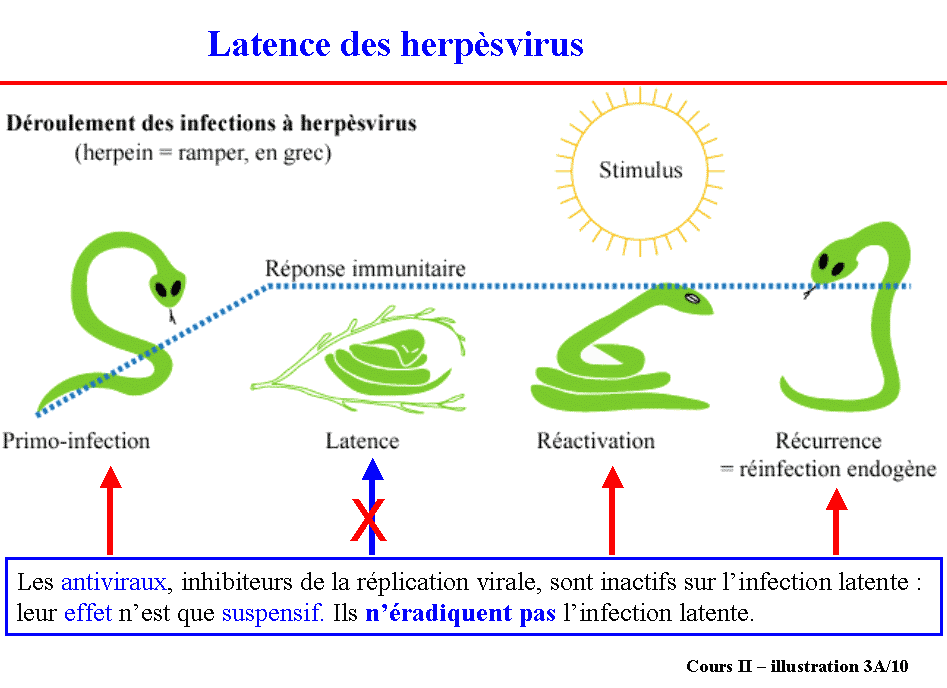 Latence des herpèsvirus
Déroulement des infections à herpèsvirus
(herpein = ramper, en grec)
Stimulus
Réponse immunitaire
Primo-infection
Latence
Réactivation
Récurrence
= réinfection endogène
X
Les antiviraux, inhibiteurs de la réplication virale, sont inactifs sur l’infection latente :
leur effet n’est que suspensif. Ils n’éradiquent pas l’infection latente.
Cours II – illustration 3A/10